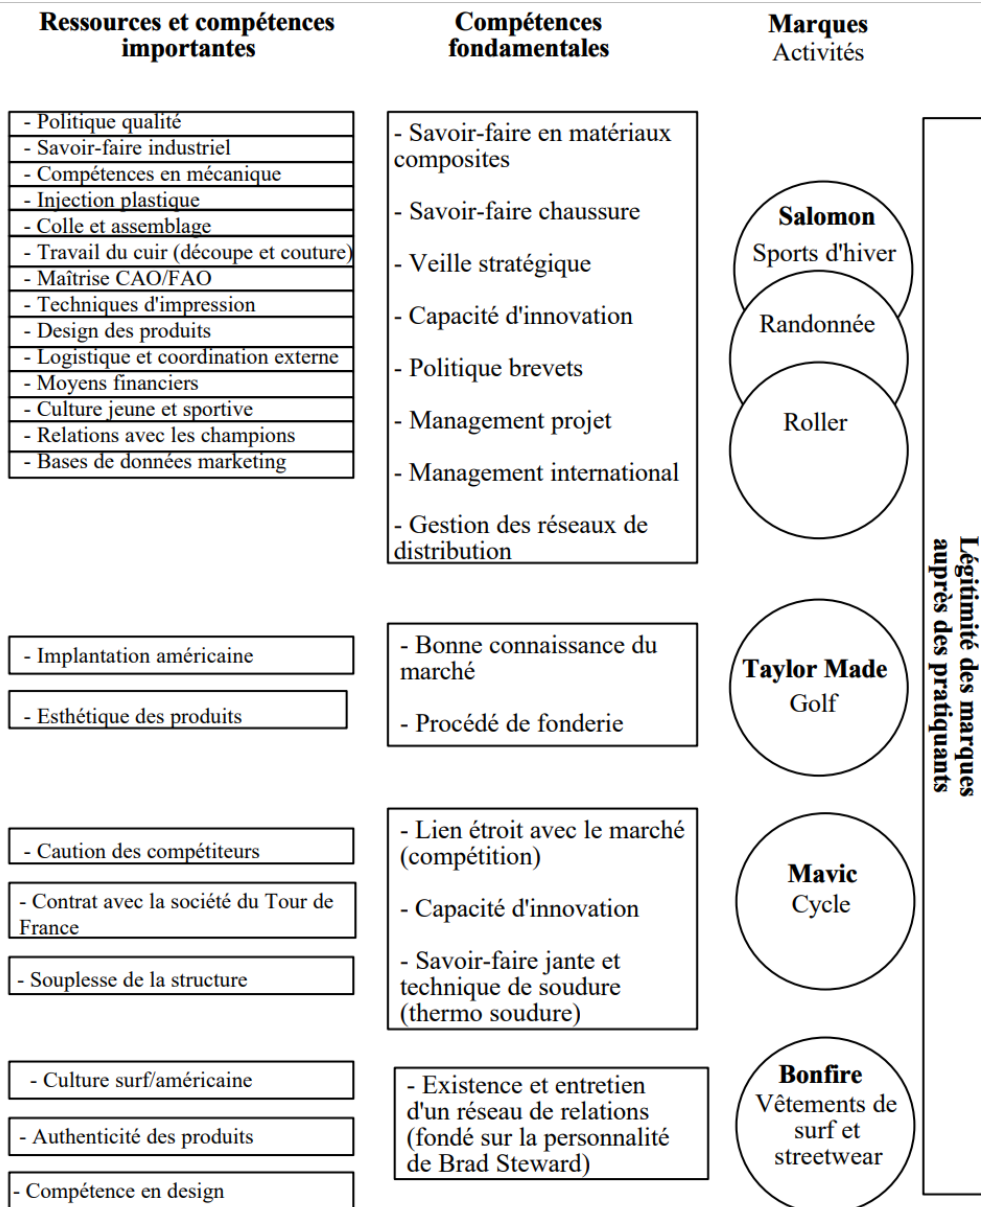 Ressources et compétences
importantes
Compétences
fondamentales
Marques
Activités
- Politique qualité
- Savoir-faire industriel
- Compétences en mécanique
- Injection plastique
- Colle et assemblage
- Travail du cuir (découpe et couture)
- Maîtrise CAO/FAO
- Techniques d'impression
- Design des produits
- Logistique et coordination externe
- Moyens financiers
- Culture jeune et sportive
- Relations avec les champions
- Bases de données marketing
- Savoir-faire en matériaux
composites
- Savoir-faire chaussure
- Veille stratégique
- Capacité d'innovation
- Politique brevets
- Management projet
- Management international
- Gestion des réseaux de
distribution
Salomon
Sports d'hiver
Randonnée
Roller
- Implantation américaine
- Esthétique des produits
- Bonne connaissance du
marché
- Procédé de fonderie
Taylor Made
Golf
- Caution des compétiteurs
- Contrat avec la société du Tour de
France
- Souplesse de la structure
- Lien étroit avec le marché
(compétition)
- Capacité d'innovation
- Savoir-faire jante et
technique de soudure
(thermo soudure)
Mavic
Cycle
- Culture surf/américaine
- Authenticité des produits
- Compétence en design
- Existence et entretien
d'un réseau de relations
(fondé sur la personnalité
de Brad Steward)
Bonfire
Vêtements de
surf et
streetwear
Légitimité des marques
auprès des pratiquants